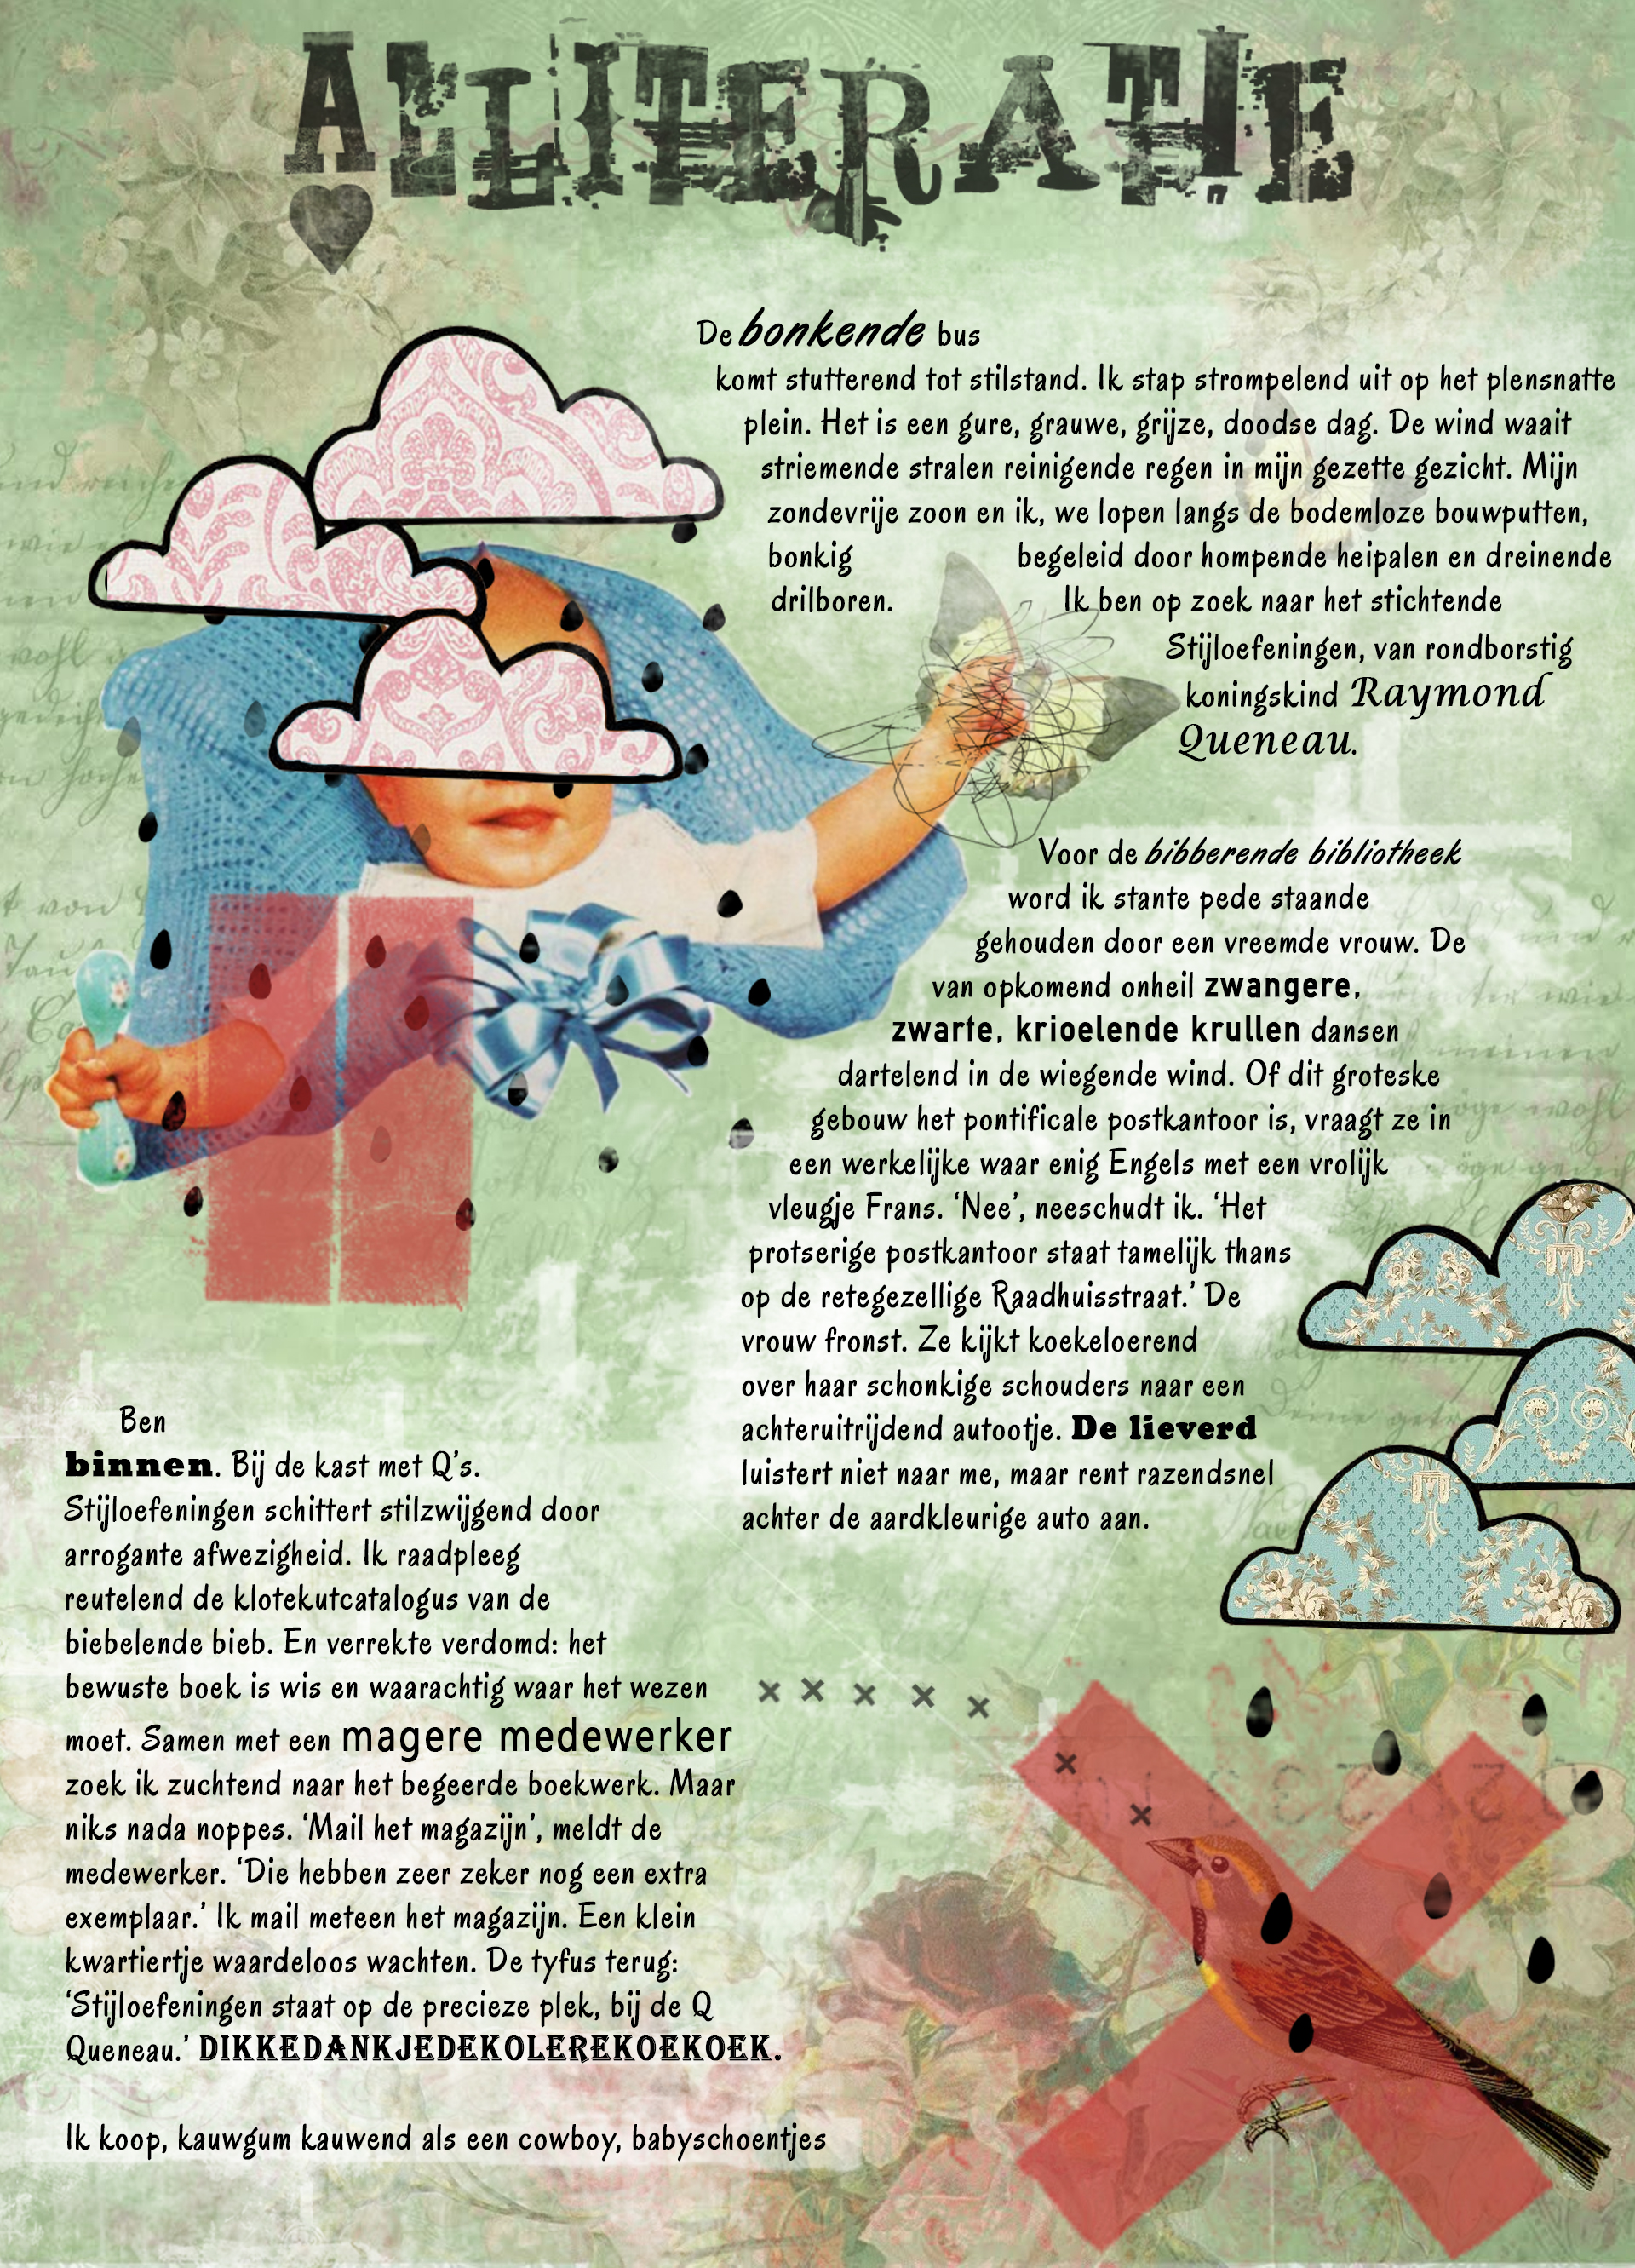 ALLITERATIE
De bonkende bus
komt stutterend tot stilstand. Ik stap strompelend uit op het plensnatte
plein. Het is een gure, grauwe, grijze, doodse dag. De wind waait
striemende stralen reinigende regen in mijn gezette gezicht. Mijn
zondevrije zoon en ik, we lopen langs de bodemloze bouwputten,
bonkig begeleid door hompende heipalen en dreinende
drilboren. Ik ben op zoek naar het stichtende
Stijloefeningen, van rondborstig
koningskind Raymond
Queneau.
Voor de bibberende bibliotheek
word ik stante pede staande
gehouden door een vreemde vrouw. De
van opkomend onheil zwangere,
zwarte, krioelende krullen dansen
dartelend in de wiegende wind. Of dit groteske
gebouw het pontificale postkantoor is, vraagt ze in
een werkelijke waar enig Engels met een vrolijk
vleugje Frans. ‘Nee’, neeschudt ik. ‘Het
protserige postkantoor staat tamelijk thans
op de retegezellige Raadhuisstraat.’ De
vrouw fronst. Ze kijkt koekeloerend
over haar schonkige schouders naar een
achteruitrijdend autootje. De lieverd
luistert niet naar me, maar rent razendsnel
achter de aardkleurige auto aan.
Ben
binnen. Bij de kast met Q’s.
Stijloefeningen schittert stilzwijgend door
arrogante afwezigheid. Ik raadpleeg
reutelend de klotekutcatalogus van de
biebelende bieb. En verrekte verdomd: het
bewuste boek is wis en waarachtig waar het wezen
moet. Samen met een magere medewerker
zoek ik zuchtend naar het begeerde boekwerk. Maar
niks nada noppes. ‘Mail het magazijn’, meldt de
medewerker. ‘Die hebben zeer zeker nog een extra
exemplaar.’ Ik mail meteen het magazijn. Een klein
kwartiertje waardeloos wachten. De tyfus terug:
‘Stijloefeningen staat op de precieze plek, bij de Q
Queneau.’ DIKKEDANKJEDEKOLEREKOEKOEK.
Ik koop, kauwgum kauwend als een cowboy, babyschoentjes